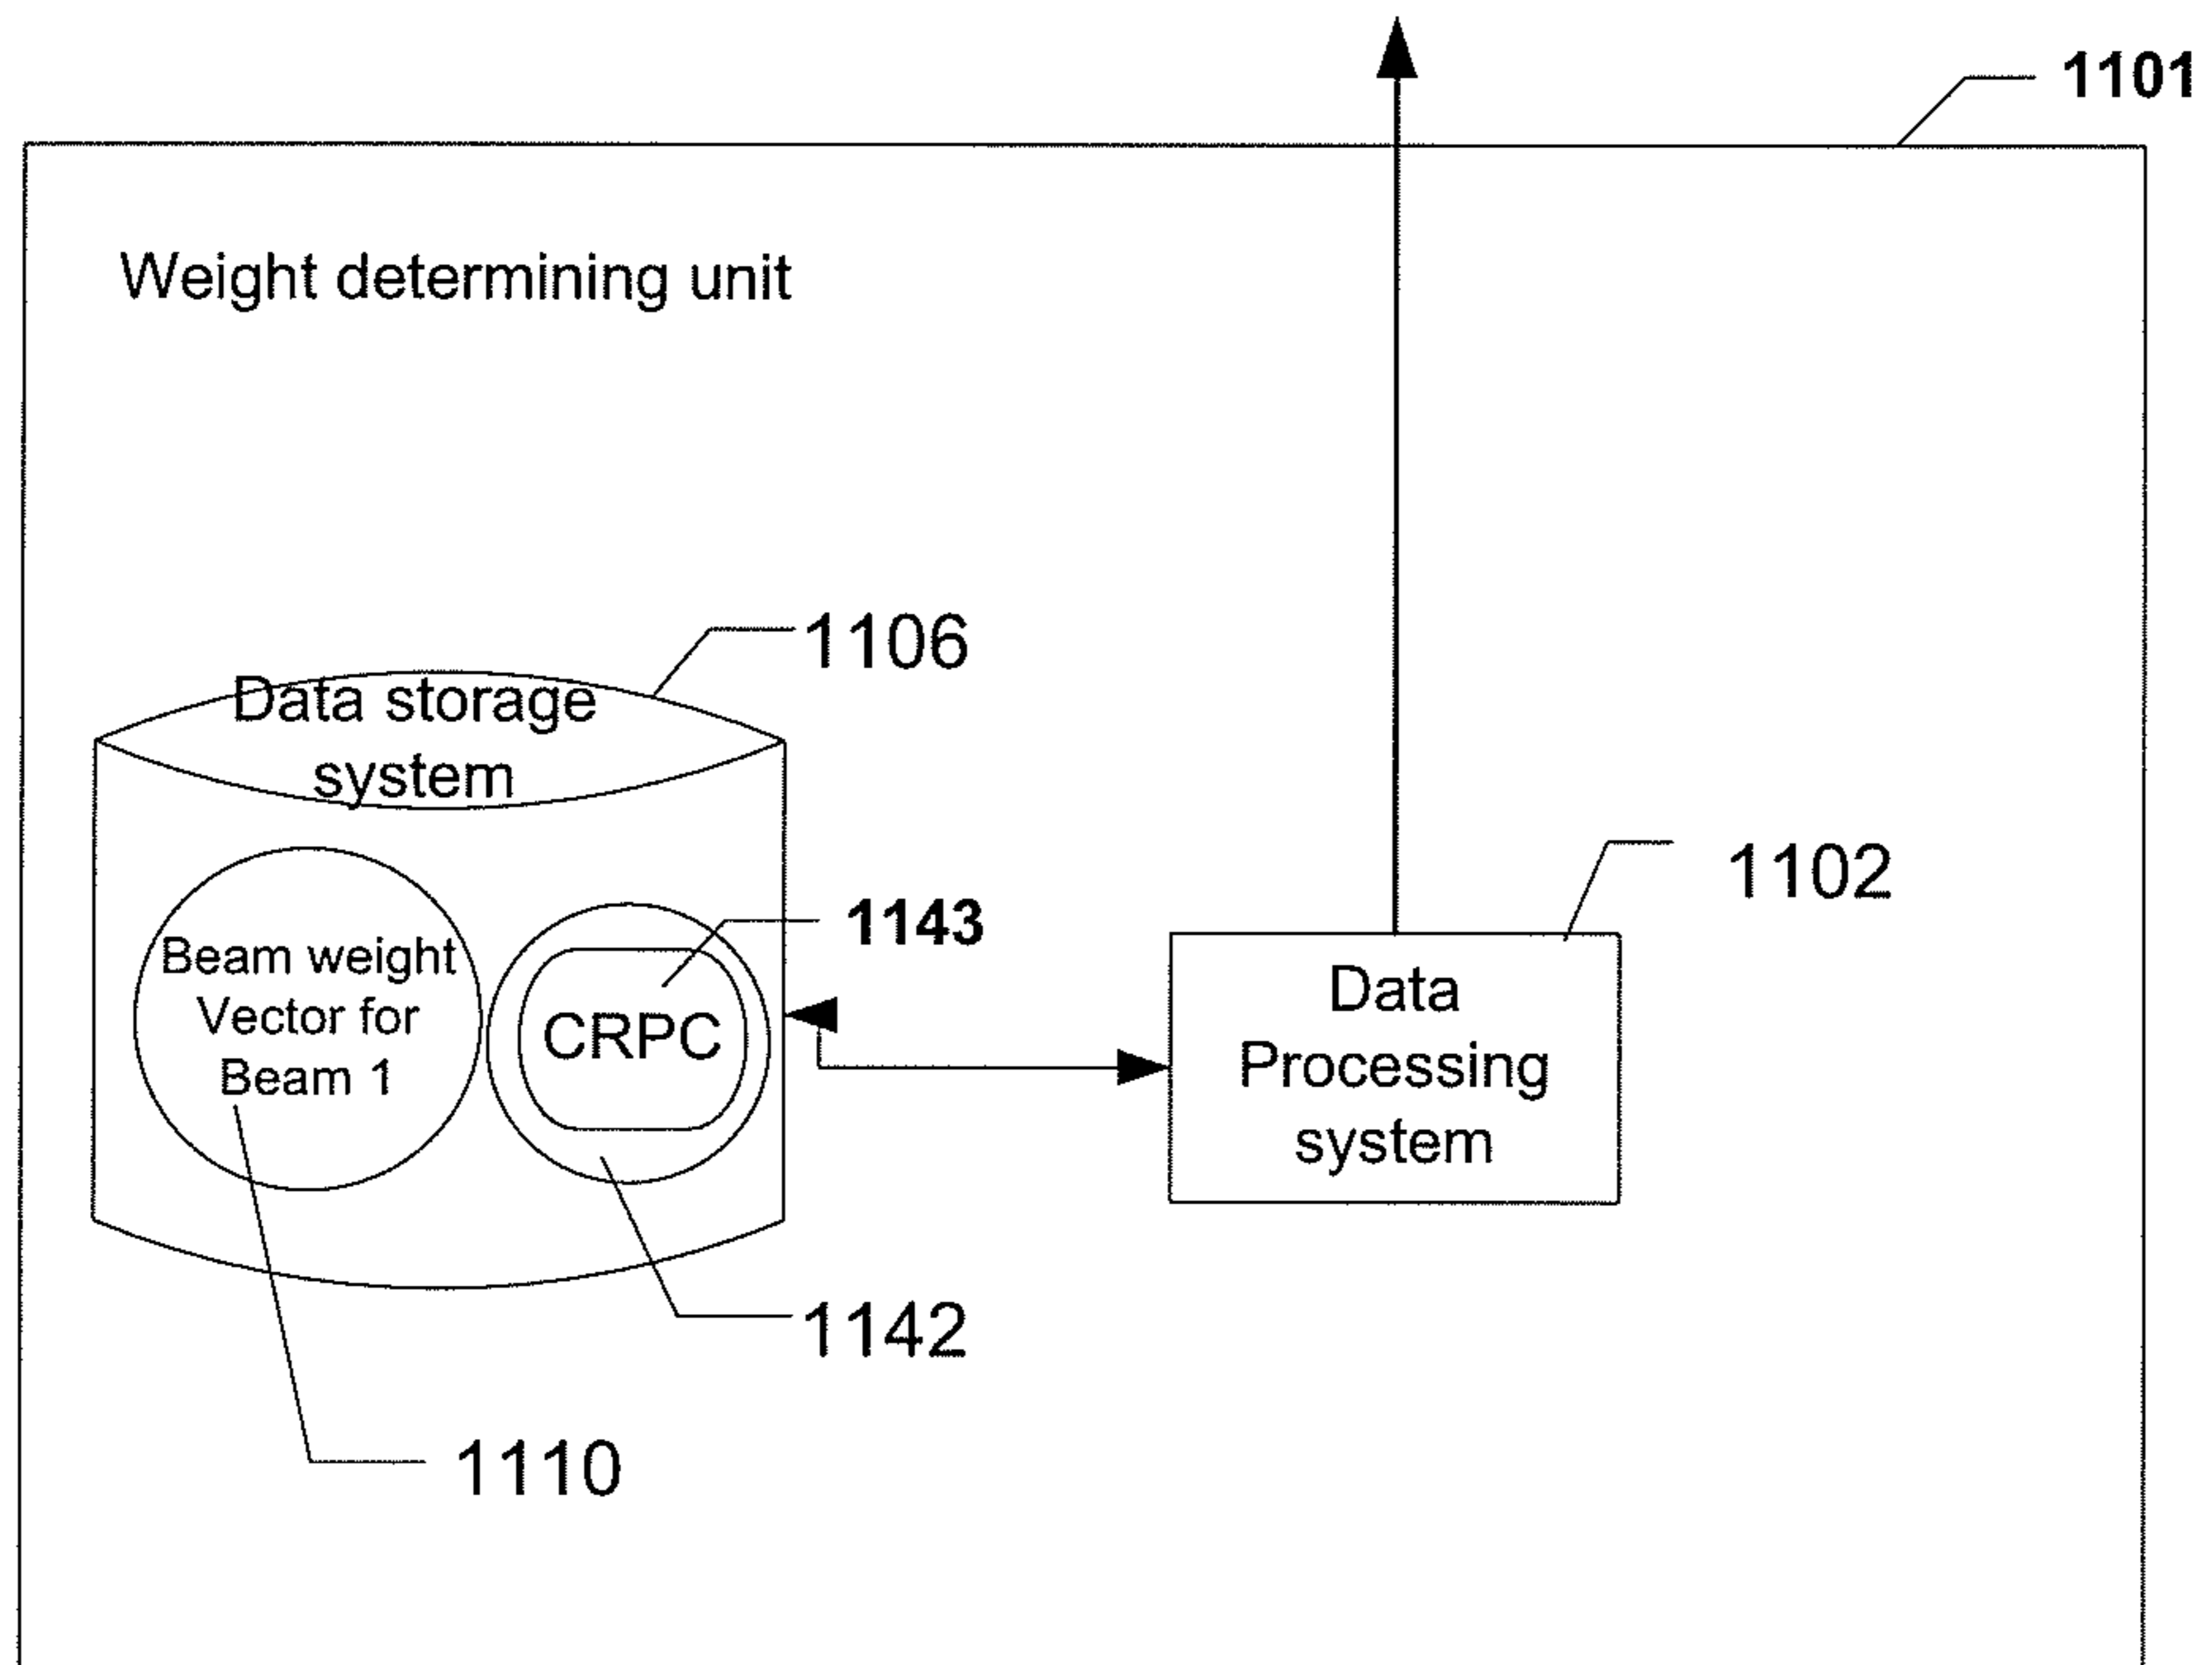 1101
Weight determining unit
1106
Data storage
system
1102
1143
Beam weight
Vector for
Beam 1
CRPC
Data
Processing
system
1142
1110